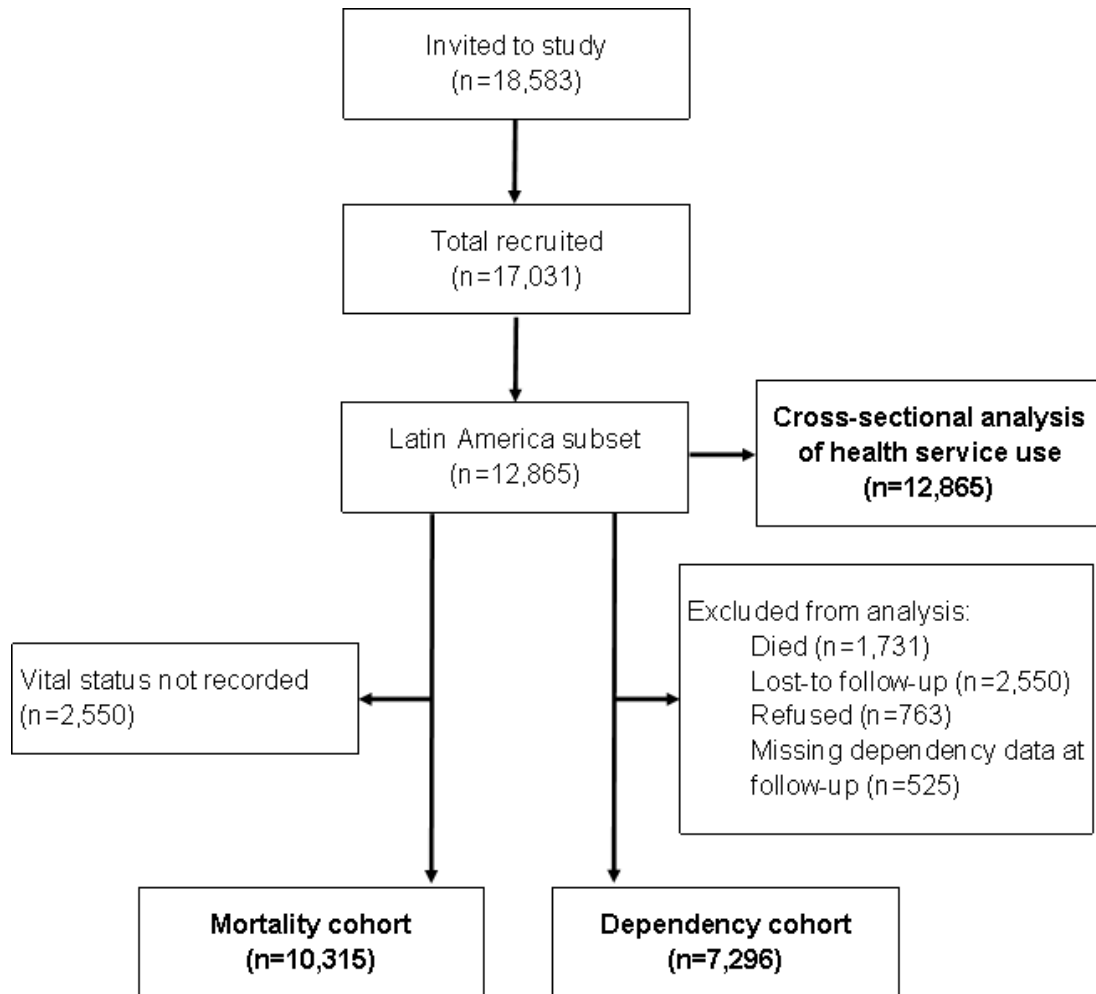 Invited to study
(n=18,583)
Total recruited
(n=17,031)
Latin America subset
(n=12,865)
Cross-sectional analysis
of health service use
(n=12,865)
Vital status not recorded
(n=2,550)
Excluded from analysis:
Died (n=1,731)
Lost-to follow-up (n=2,550)
Refused (n=763)
Missing dependency data at
follow-up (n=525)
Mortality cohort
(n=10,315)
Dependency cohort
(n=7,296)